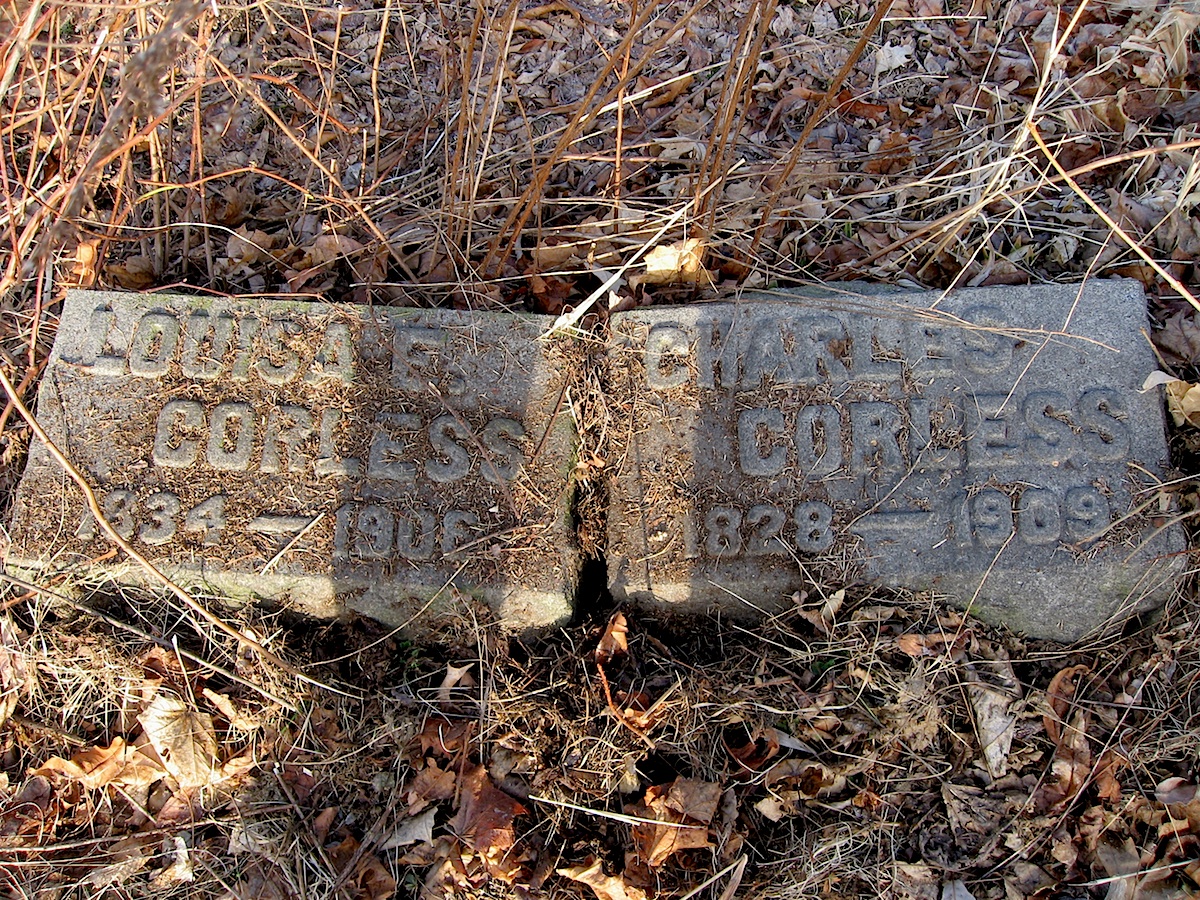 LOUISA E.
CORLESS
1834 — 1906
CHARLES
CORLESS
1828 — 1909